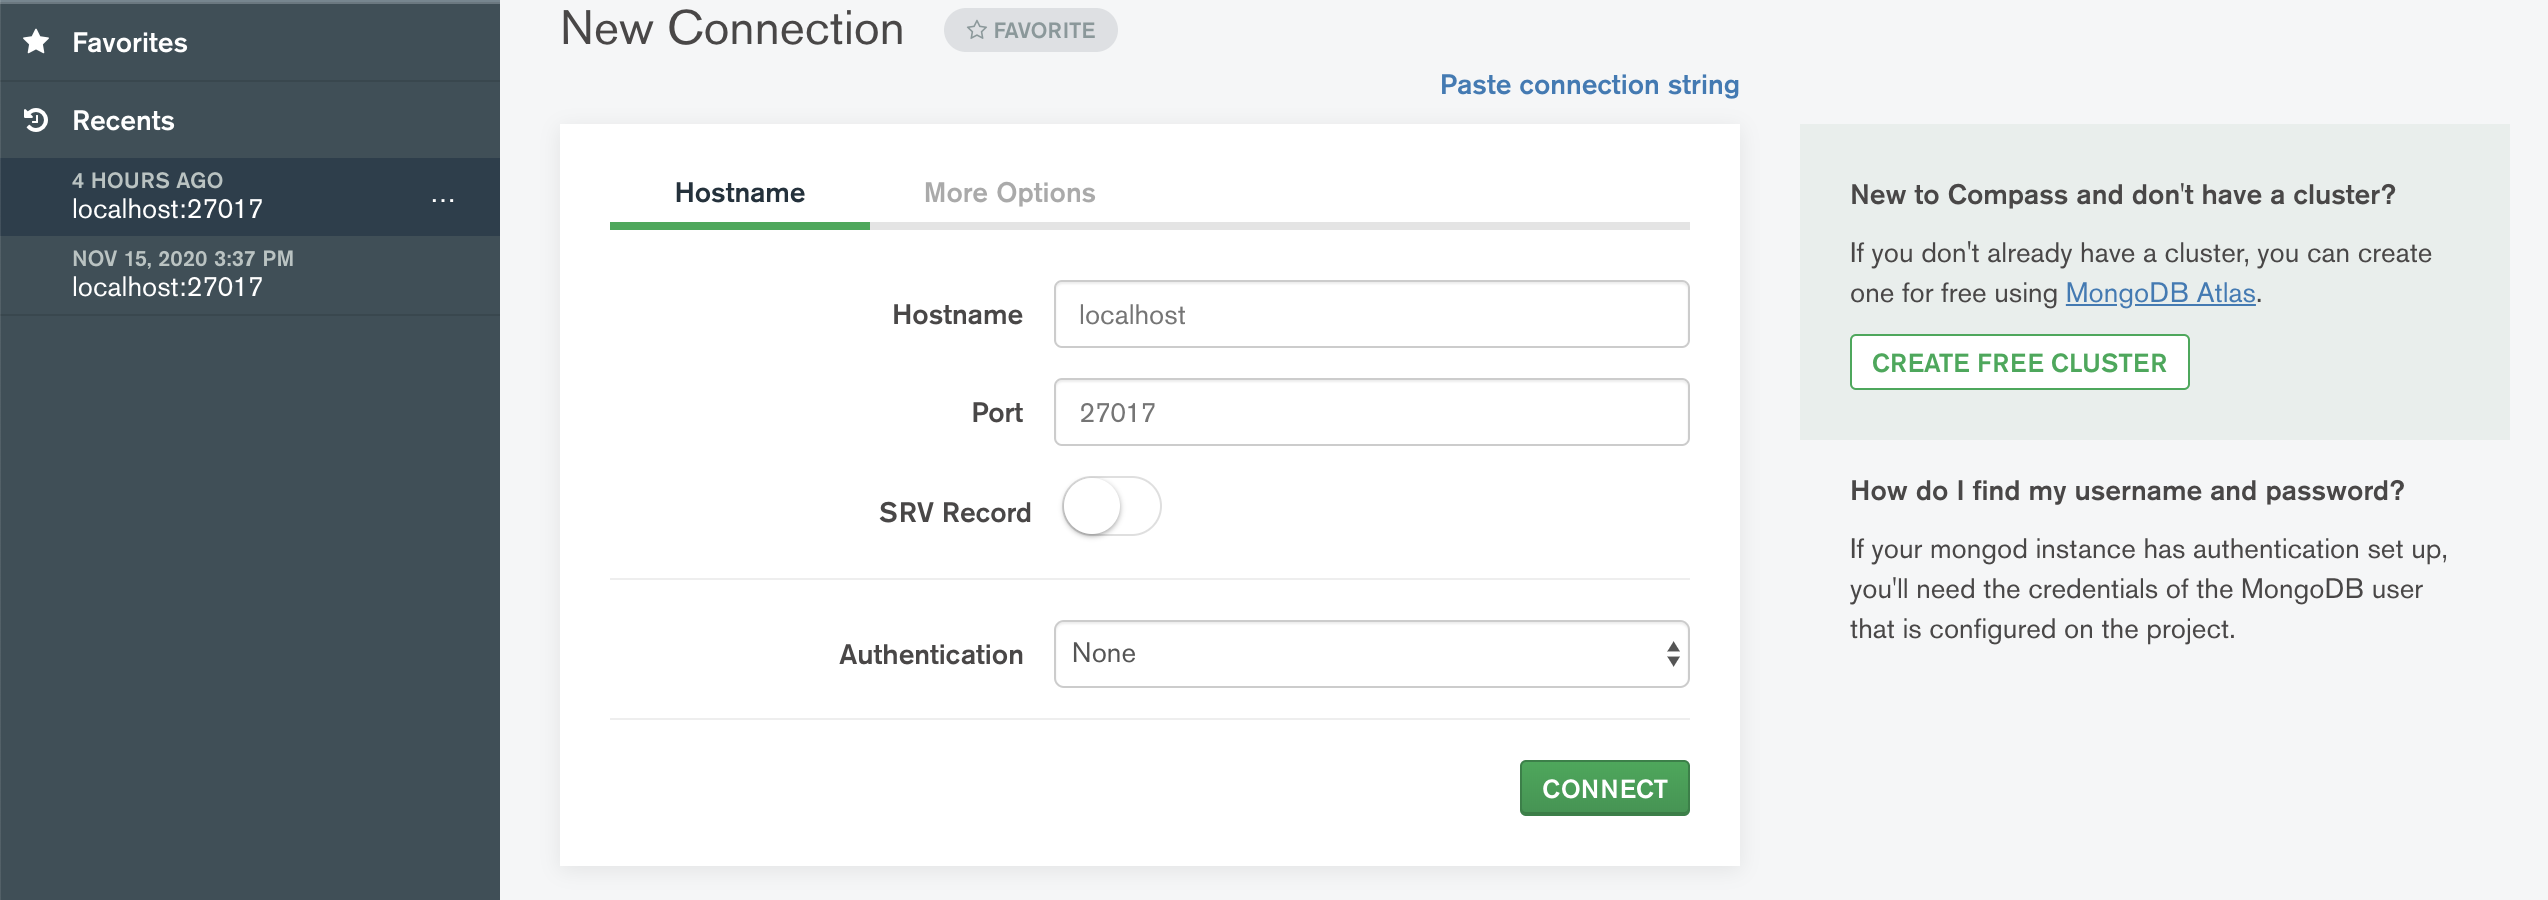 Favorites
Recents
4 HOURS AGO
localhost:27017
...
NOV 15, 2020 3:37 PM
localhost:27017
New Connection
FAVORITE
Paste connection string
Hostname
More Options
Hostname
localhost
Port
27017
SRV Record
Authentication
None
CONNECT
New to Compass and don't have a cluster?
If you don't already have a cluster, you can create
one for free using MongoDB Atlas.
CREATE FREE CLUSTER
How do I find my username and password?
If your mongod instance has authentication set up,
you'll need the credentials of the MongoDB user
that is configured on the project.